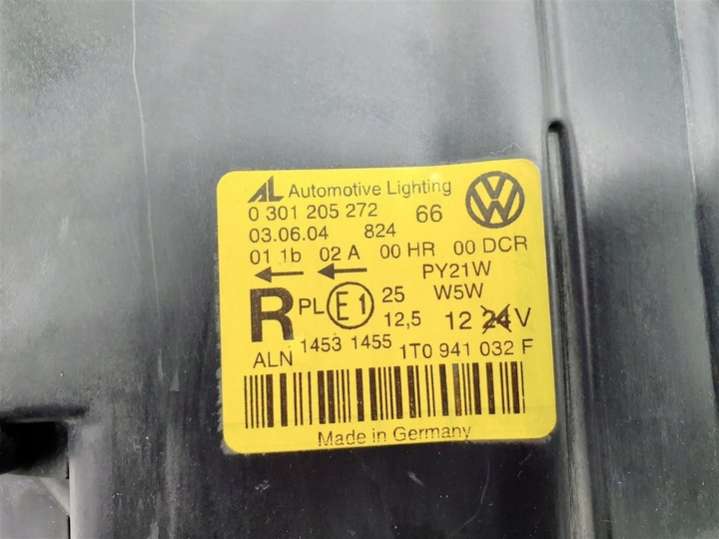 AL Automotive Lighting
0 301 205 272 66
03.06.04 824
01 1b 02 A 00 HR 00 DCR
PY21W
R PL E1 25 W5W
12,5 12 24 V
ALN 1453 1455 1T0 941 032 F
Made in Germany
VW